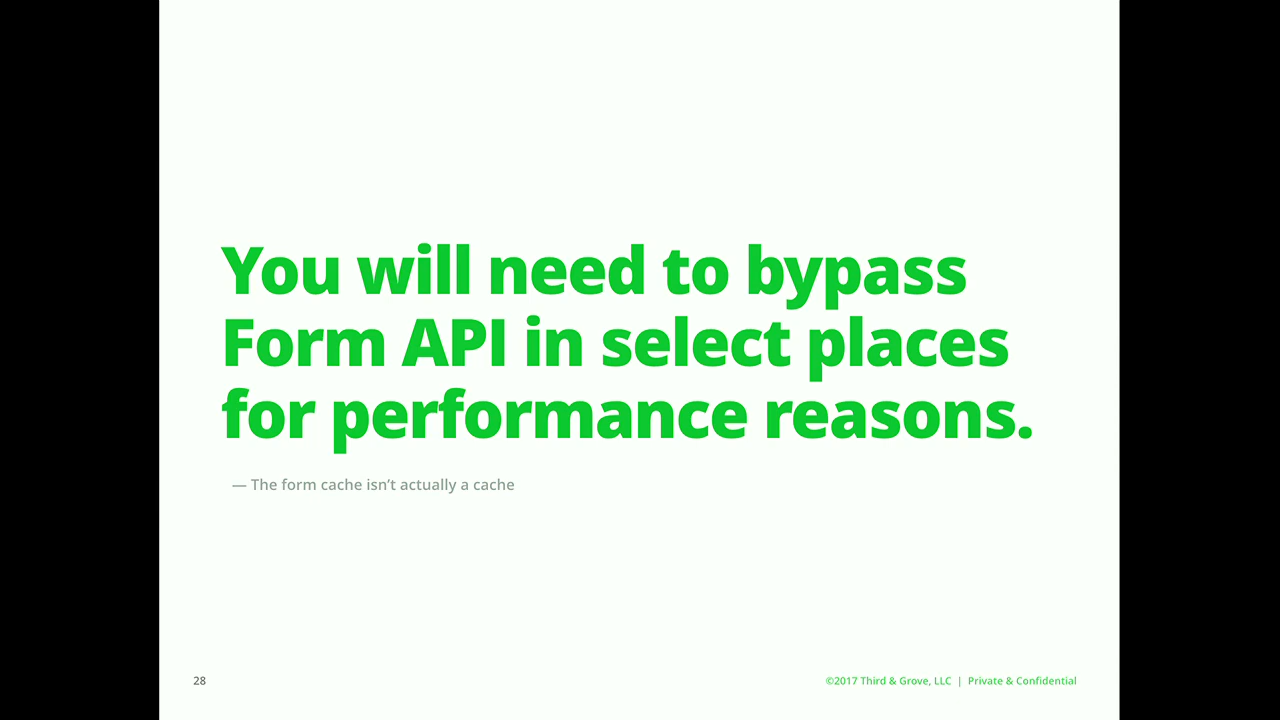 You will need to bypass
Form API in select places
for performance reasons.
— The form cache isn’t actually a cache
28
©2017 Third & Grove, LLC | Private & Confidential